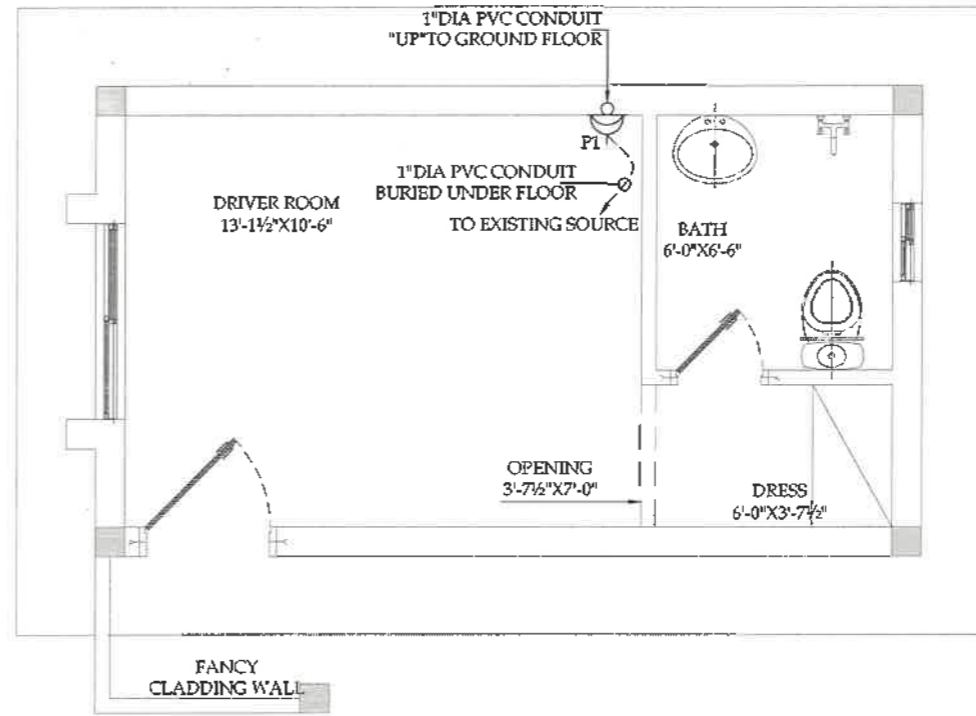 1"DIA PVC CONDUIT
"UP"TO GROUND FLOOR
P1
1"DIA PVC CONDUIT
BURIED UNDER FLOOR
TO EXISTING SOURCE
DRIVER ROOM
13'-1½"X10'-6"
BATH
6'-0"X6'-6"
OPENING
3'-7½"X7'-0"
DRESS
6'-0"X3'-7½"
FANCY
CLADDING WALL